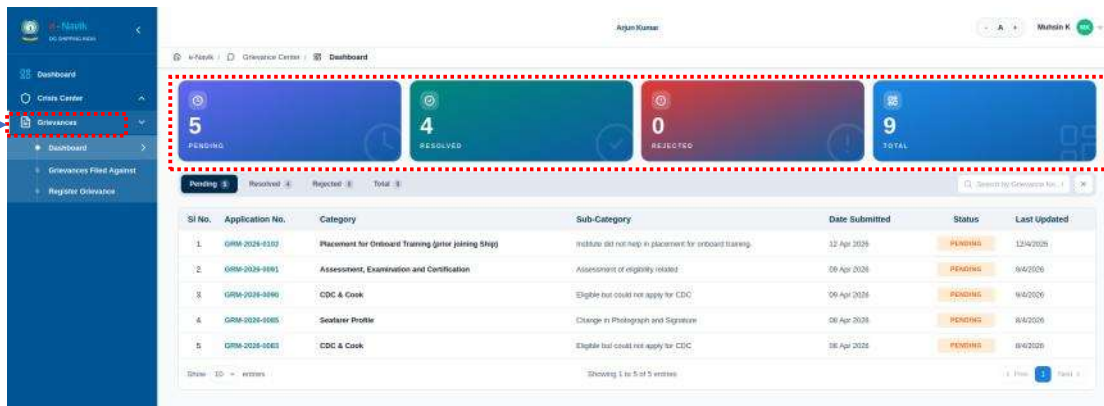 e-Navik
DG SHIPPING INDIA
Arjun Kumar
- A + Muhsin K MK
e-Navik / Grievance Center / Dashboard
Dashboard
Crisis Center
Grievances
Dashboard
Grievances Filed Against
Register Grievance
5
PENDING
4
RESOLVED
0
REJECTED
9
TOTAL
Pending 5 Resolved 4 Rejected 0 Total 9
Search by Grievance No.
Sl No. Application No. Category Sub-Category Date Submitted Status Last Updated
1 GRM-2026-0102 Placement for Onboard Training (prior joining Ship) Institute did not help in placement for onboard training. 12 Apr 2026 PENDING 12/4/2026
2 GRM-2026-0091 Assessment, Examination and Certification Assessment of eligibility related 09 Apr 2026 PENDING 9/4/2026
3 GRM-2026-0090 CDC & Cook Eligible but could not apply for CDC 09 Apr 2026 PENDING 9/4/2026
4 GRM-2026-0085 Seafarer Profile Change in Photograph and Signature 08 Apr 2026 PENDING 8/4/2026
5 GRM-2026-0083 CDC & Cook Eligible but could not apply for CDC 08 Apr 2026 PENDING 8/4/2026
Show 10 entries Showing 1 to 5 of 5 entries Prev 1 Next